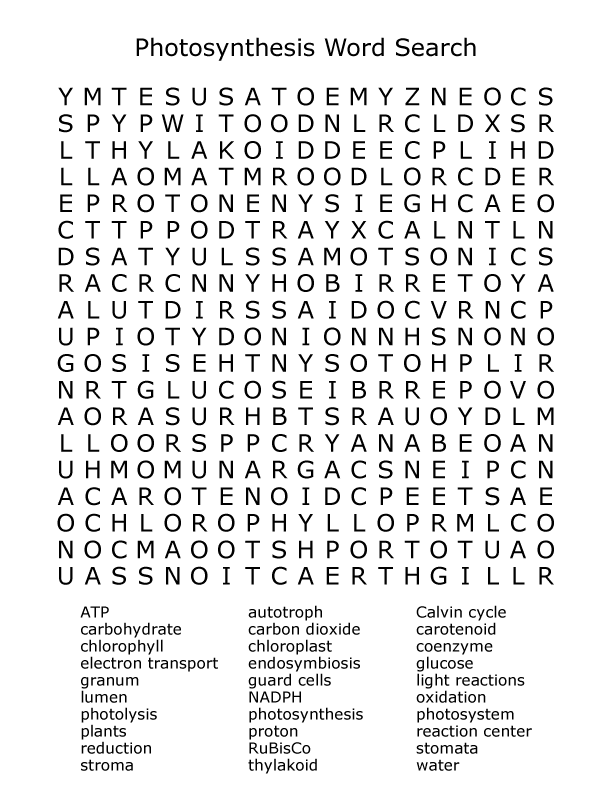 Photosynthesis Word Search
Y M T E S U S A T O E M Y Z N E O C S
S P Y P W I T O O D N L R C L D X S R
L T H Y L A K O I D D E E C P L I H D
L L A O M A T M R O O D L O R C D E R
E P R O T O N E N Y S I E G H C A E O
C T T P P O D T R A Y X C A L N T L N
D S A T Y U L S S A M O T S O N I C S
R A C R C N N Y H O B I R R E T O Y A
A L U T D I R S S A I D O C V R N C P
U P I O T Y D O N I O N N H S N O N O
G O S I S E H T N Y S O T O H P L I R
N R T G L U C O S E I B R R E P O V O
A O R A S U R H B T S R A U O Y D L M
L L O O R S P P C R Y A N A B E O A N
U H M O M U N A R G A C S N E I P C N
A C A R O T E N O I D C P E E T S A E
O C H L O R O P H Y L L O P R M L C O
N O C M A O O T S H P O R T O T U A O
U A S S N O I T C A E R T H G I L L R
ATP autotroph Calvin cycle
carbohydrate carbon dioxide carotenoid
chlorophyll chloroplast coenzyme
electron transport endosymbiosis glucose
granum guard cells light reactions
lumen NADPH oxidation
photolysis photosynthesis photosystem
plants proton reaction center
reduction RuBisCo stomata
stroma thylakoid water